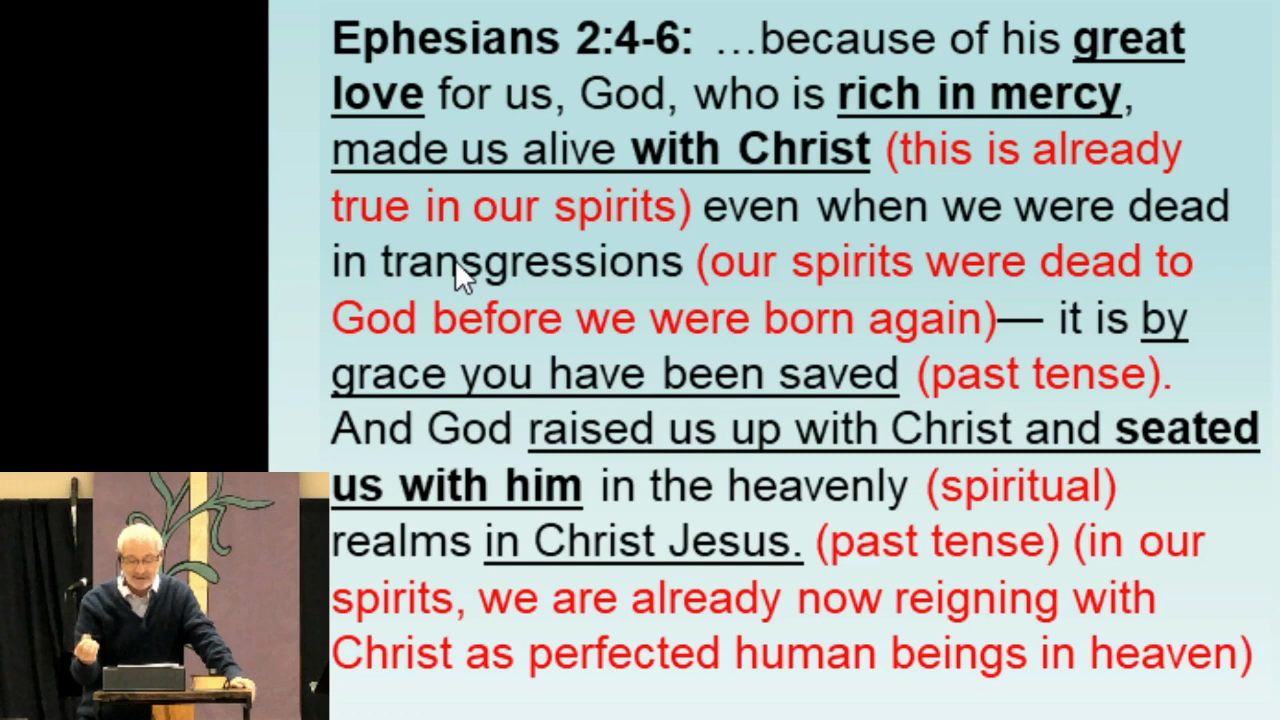 Ephesians 2:4-6: …because of his great
love for us, God, who is rich in mercy,
made us alive with Christ (this is already
true in our spirits) even when we were dead
in transgressions (our spirits were dead to
God before we were born again)— it is by
grace you have been saved (past tense).
And God raised us up with Christ and seated
us with him in the heavenly (spiritual)
realms in Christ Jesus. (past tense) (in our
spirits, we are already now reigning with
Christ as perfected human beings in heaven)